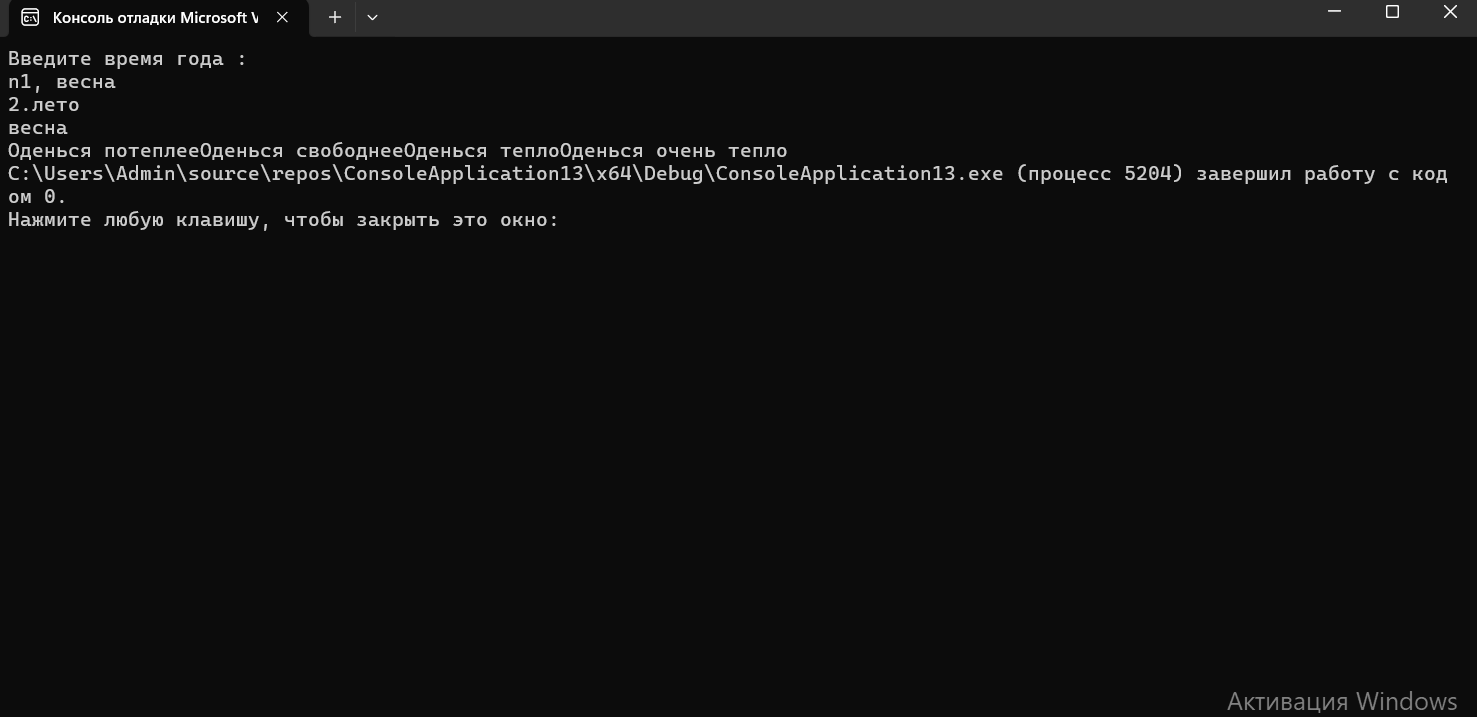 Консоль отладки Microsoft V
Введите время года :
n1, весна
2.лето
весна
Оденься потеплееОденься свободнееОденься теплоОденься очень тепло
C:\Users\Admin\source\repos\ConsoleApplication13\x64\Debug\ConsoleApplication13.exe (процесс 5204) завершил работу с код
ом 0.
Нажмите любую клавишу, чтобы закрыть это окно:
Активация Windows